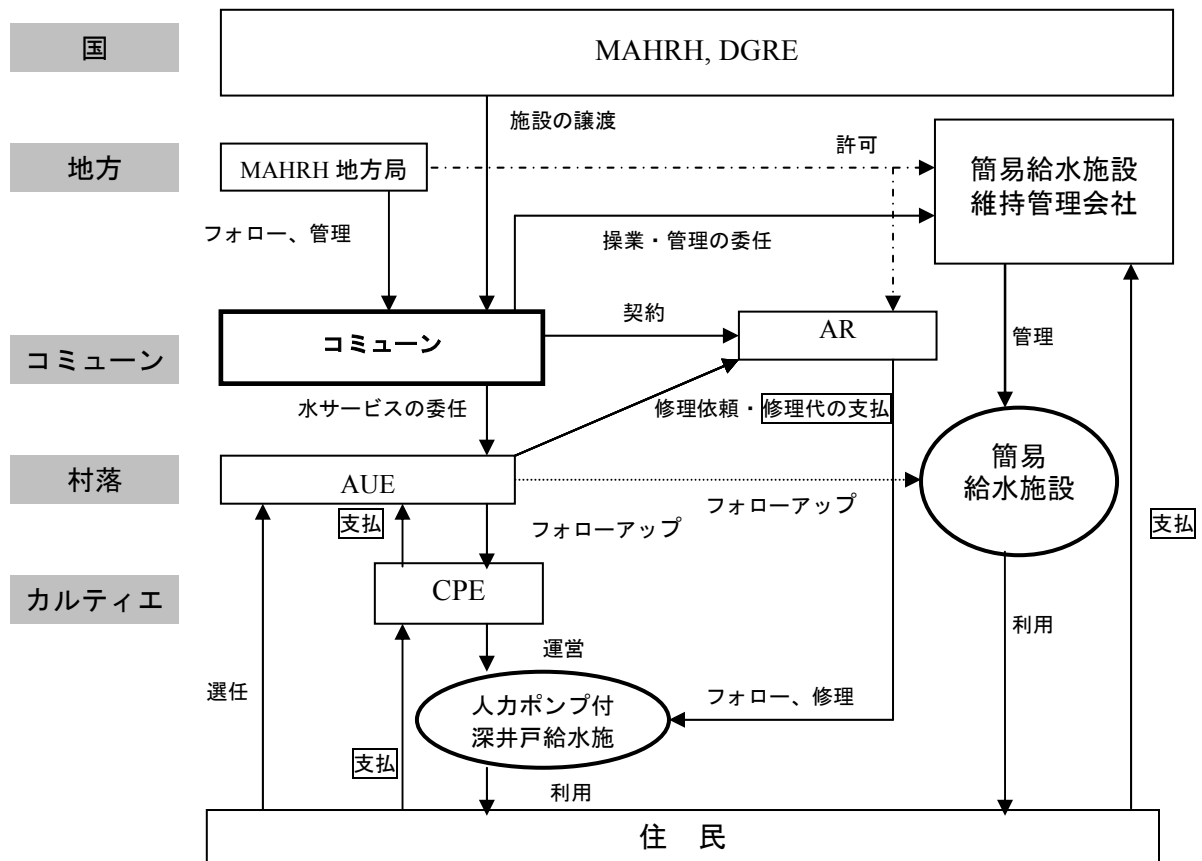 国
MAHRH, DGRE
施設の譲渡
地方
MAHRH 地方局
許可
簡易給水施設
維持管理会社
フォロー、管理
操業・管理の委任
コミューン
コミューン
契約
AR
管理
水サービスの委任
修理依頼・修理代の支払
村落
AUE
簡易
給水施設
支払
フォローアップ
フォローアップ
支払
カルティエ
CPE
運営
利用
選任
人力ポンプ付
深井戸給水施
フォロー、修理
支払
利用
住 民